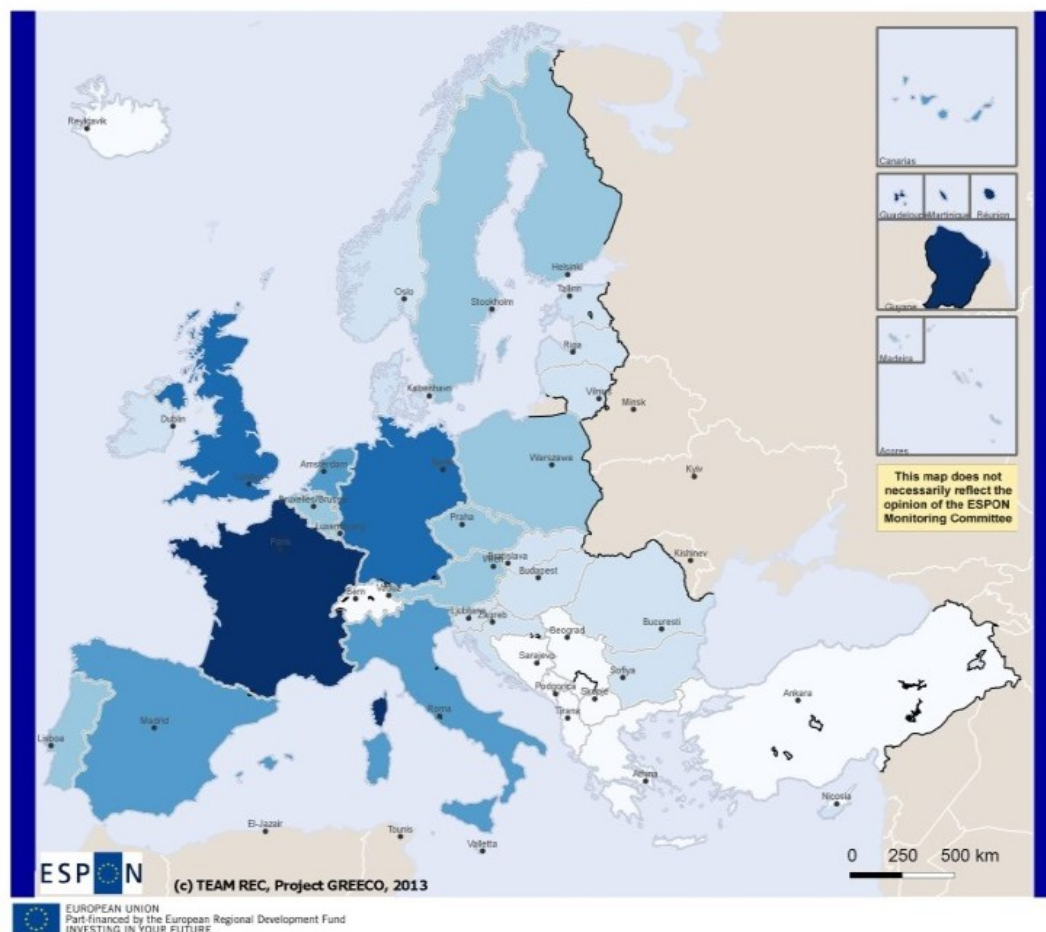 Reykjavik
Canarias
Guadeloupe
Martinique
Réunion
Guyane
Madeira
Acores
This map does not
necessarily reflect the
opinion of the ESPON
Monitoring Committee
Helsinki
Tallinn
Oslo
Stockholm
Riga
København
Vilnius
Minsk
Dublin
Amsterdam
Warszawa
Kyiv
Praha
Kishinev
Paris
Bratislava
Budapest
Bern
Ljubljana
Zagreb
Beograd
Bucuresti
Sarajevo
Sofiya
Podgorica
Skopje
Ankara
Tirana
Madrid
Roma
Lisboa
Athina
Nicosia
El-Jazair
Tounis
Valletta
0 250 500 km
ESPON
(c) TEAM REC, Project GREECO, 2013
EUROPEAN UNION
Part-financed by the European Regional Development Fund
INVESTING IN YOUR FUTURE